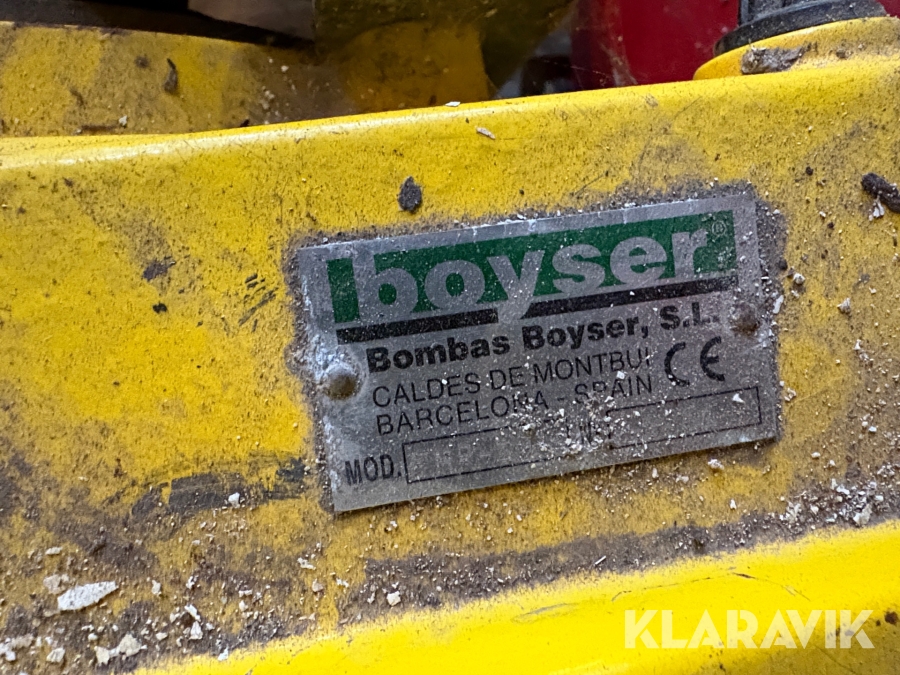 boyser®
Bombas Boyser, S.L.
CALDES DE MONTBUI
BARCELONA - SPAIN
CE
MOD.
KLARAVIK